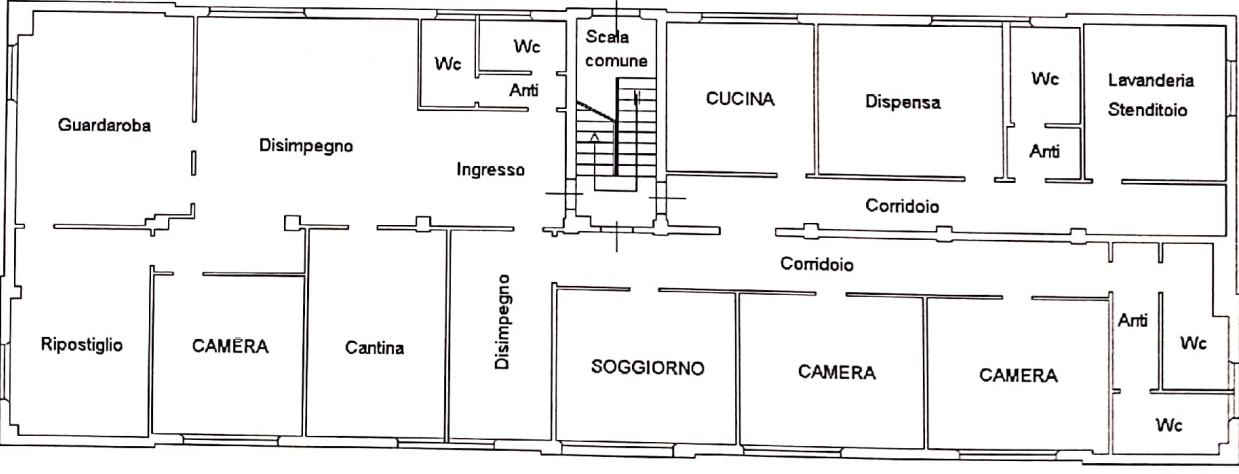 Scala
comune
Wc
Wc
Anti
Guardaroba
Disimpegno
Ingresso
CUCINA
Dispensa
Wc
Anti
Lavanderia
Stenditoio
Corridoio
Corridoio
Ripostiglio
CAMERA
Cantina
Disimpegno
SOGGIORNO
CAMERA
CAMERA
Anti
Wc
Wc